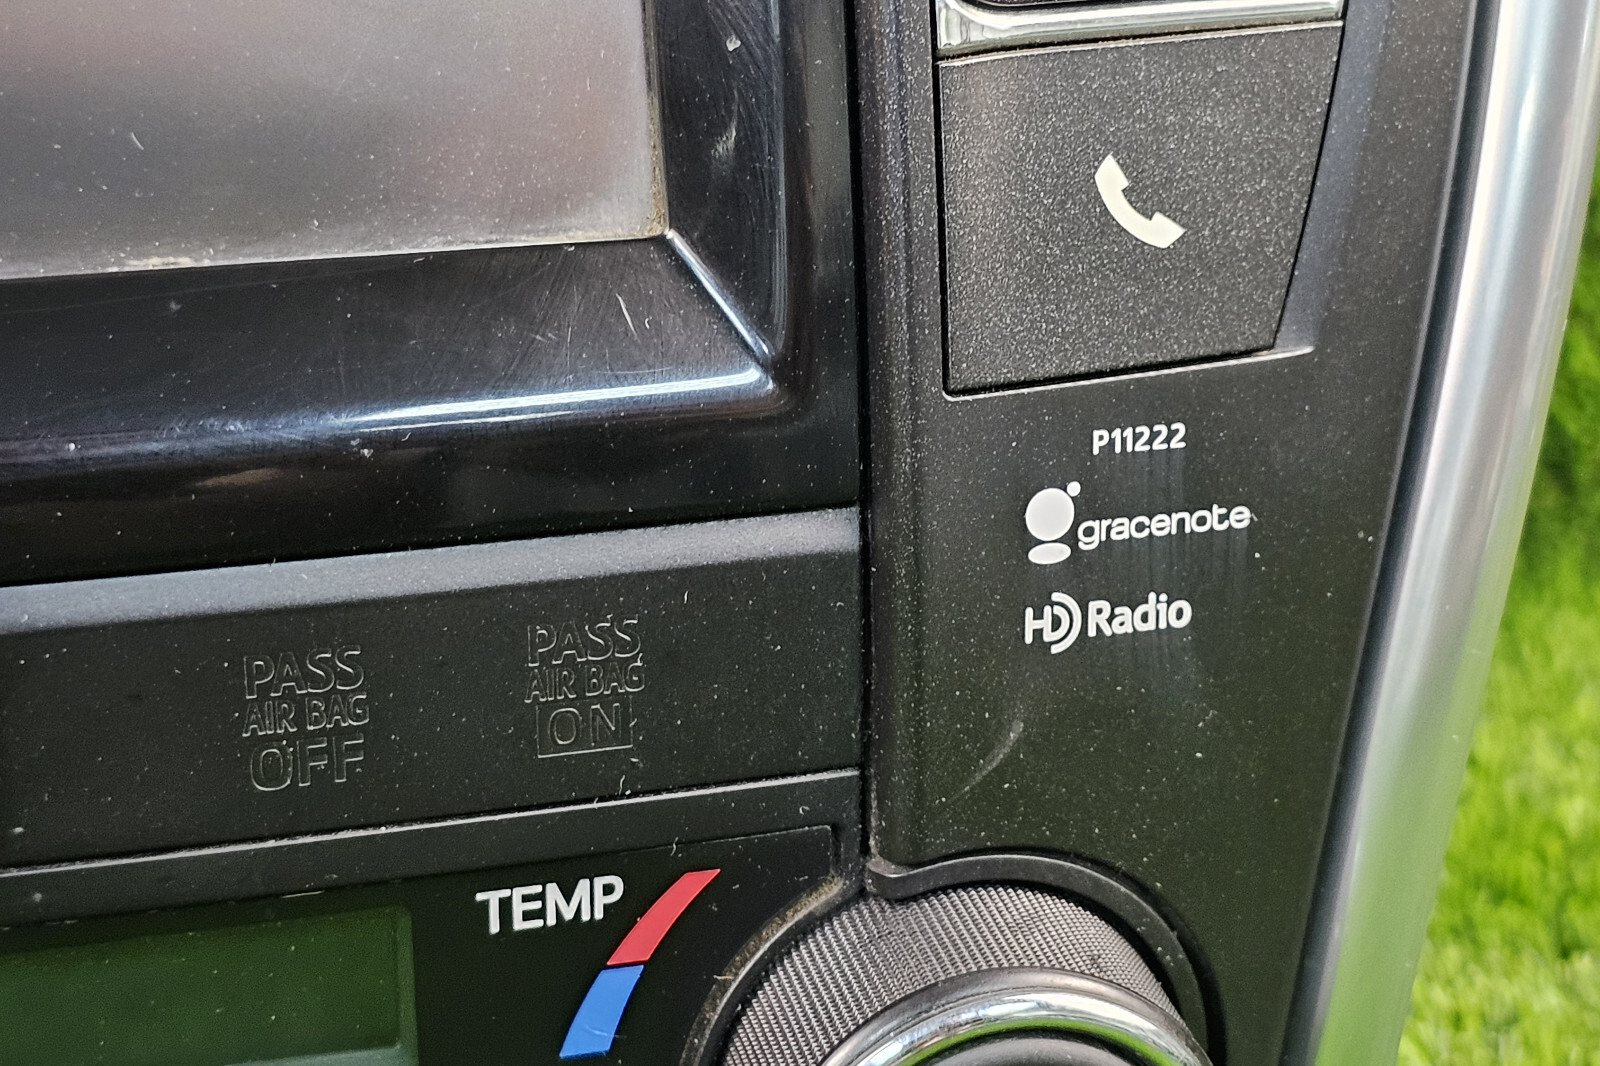 P11222
gracenote
HD Radio
PASS
AIR BAG
OFF
PASS
AIR BAG
ON
TEMP